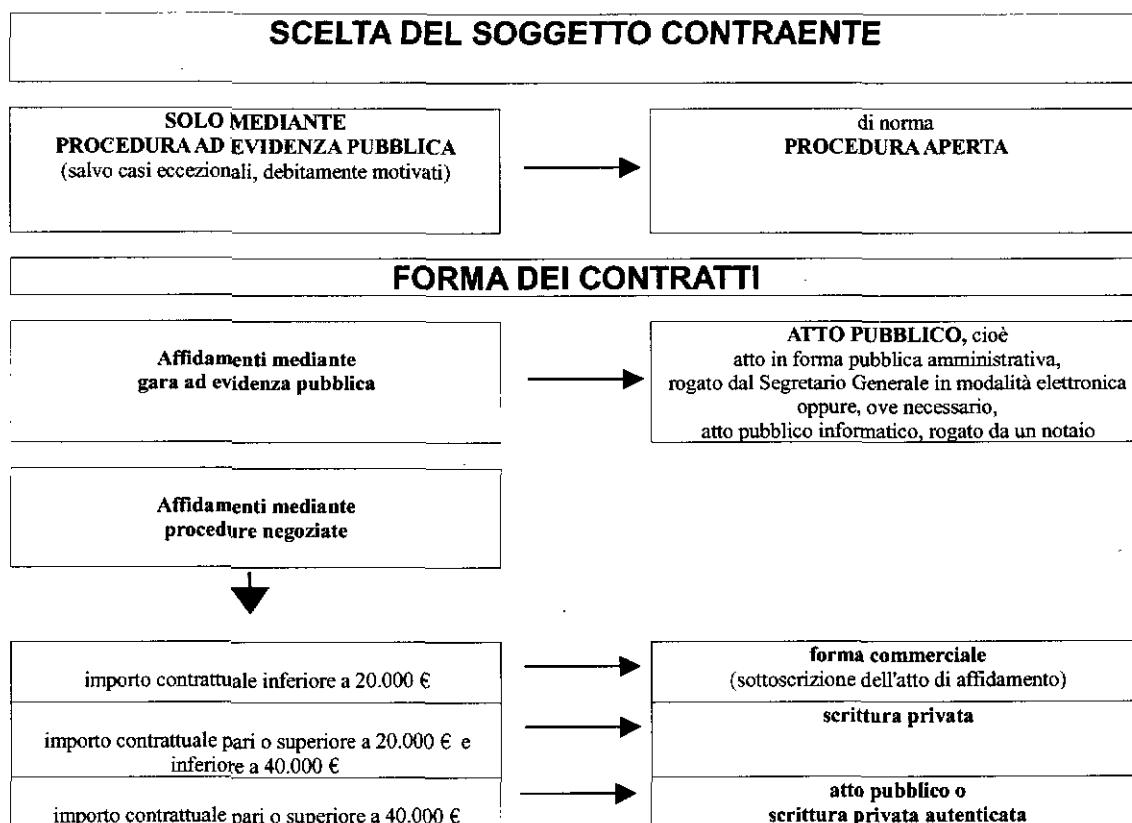 SCELTA DEL SOGGETTO CONTRAENTE
SOLO MEDIANTE
PROCEDURA AD EVIDENZA PUBBLICA
(salvo casi eccezionali, debitamente motivati)
di norma
PROCEDURA APERTA
FORMA DEI CONTRATTI
Affidamenti mediante
gara ad evidenza pubblica
ATTO PUBBLICO, cioè
atto in forma pubblica amministrativa,
rogato dal Segretario Generale in modalità elettronica
oppure, ove necessario,
atto pubblico informatico, rogato da un notaio
Affidamenti mediante
procedure negoziate
importo contrattuale inferiore a 20.000 €
forma commerciale
(sottoscrizione dell'atto di affidamento)
importo contrattuale pari o superiore a 20.000 € e
inferiore a 40.000 €
scrittura privata
importo contrattuale pari o superiore a 40.000 €
atto pubblico o
scrittura privata autenticata